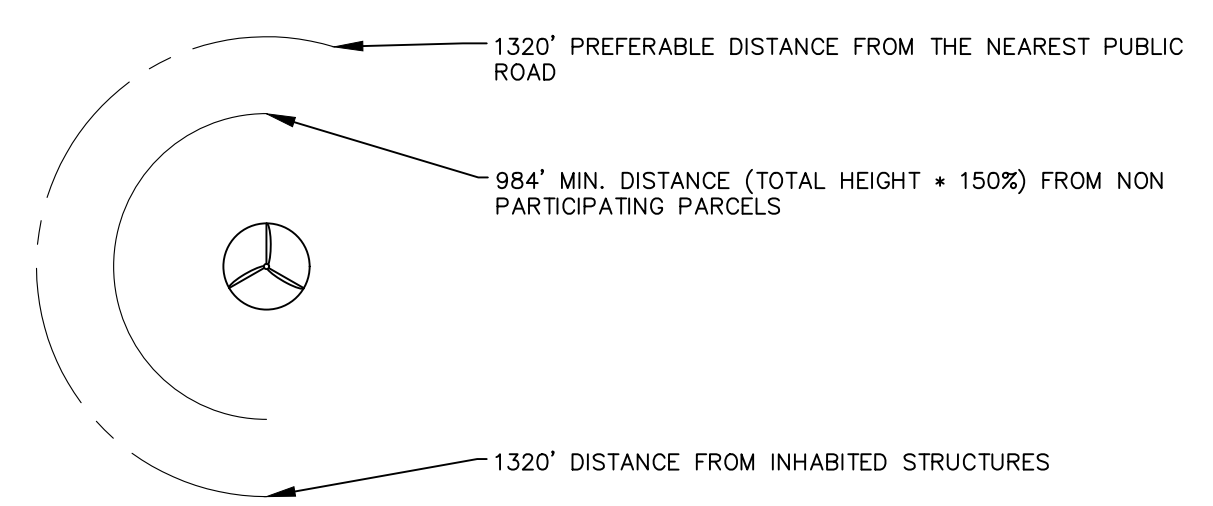 1320' PREFERABLE DISTANCE FROM THE NEAREST PUBLIC
ROAD
984' MIN. DISTANCE (TOTAL HEIGHT * 150%) FROM NON
PARTICIPATING PARCELS
1320' DISTANCE FROM INHABITED STRUCTURES